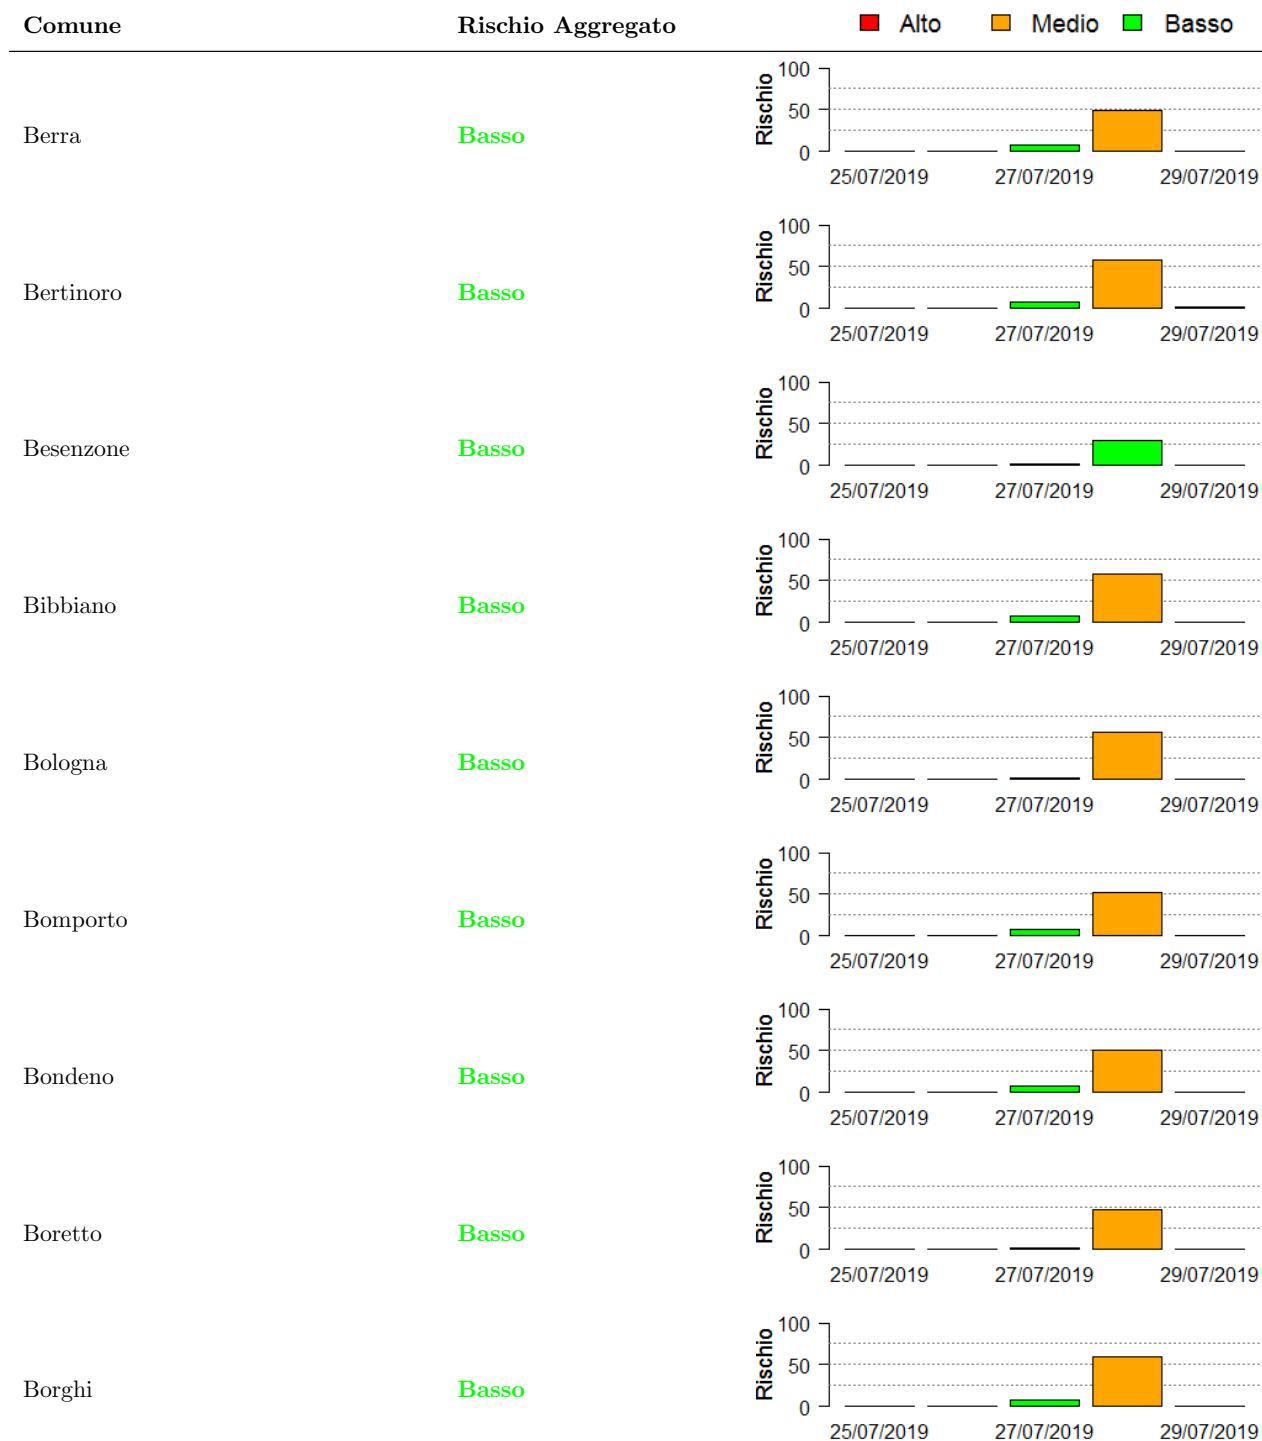 Comune Rischio Aggregato Alto Medio Basso
Berra Basso Rischio 100 50 0
25/07/2019 27/07/2019 29/07/2019
Bertinoro Basso Rischio 100 50 0
25/07/2019 27/07/2019 29/07/2019
Besenzone Basso Rischio 100 50 0
25/07/2019 27/07/2019 29/07/2019
Bibbiano Basso Rischio 100 50 0
25/07/2019 27/07/2019 29/07/2019
Bologna Basso Rischio 100 50 0
25/07/2019 27/07/2019 29/07/2019
Bomporto Basso Rischio 100 50 0
25/07/2019 27/07/2019 29/07/2019
Bondeno Basso Rischio 100 50 0
25/07/2019 27/07/2019 29/07/2019
Boretto Basso Rischio 100 50 0
25/07/2019 27/07/2019 29/07/2019
Borghi Basso Rischio 100 50 0
25/07/2019 27/07/2019 29/07/2019